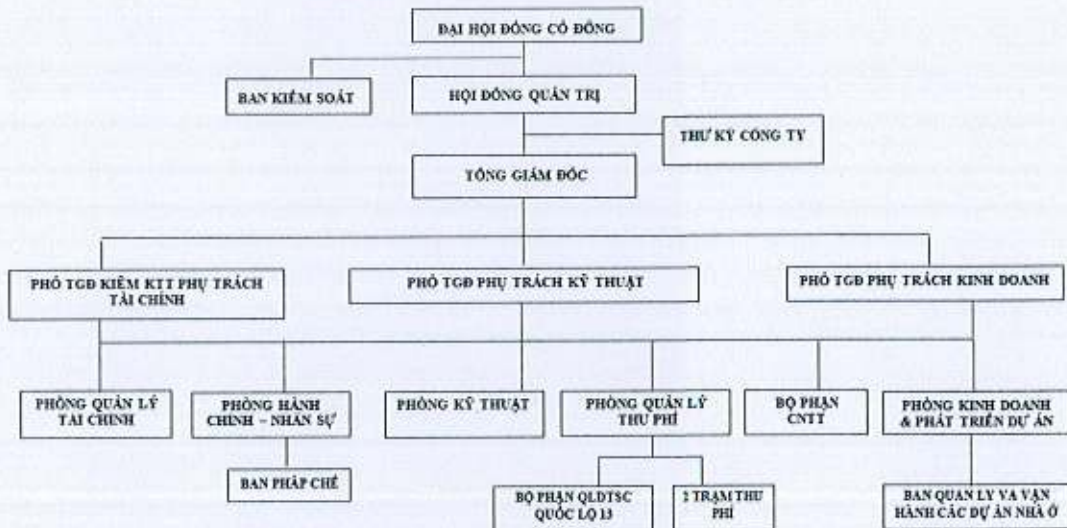 ĐẠI HỘI ĐỒNG CỔ ĐÔNG
BAN KIỂM SOÁT
HỘI ĐỒNG QUẢN TRỊ
THƯ KÝ CÔNG TY
TỔNG GIÁM ĐỐC
PHÓ TGĐ KIÊM KTT PHỤ TRÁCH
TÀI CHÍNH
PHÓ TGĐ PHỤ TRÁCH KỸ THUẬT
PHÓ TGĐ PHỤ TRÁCH KINH DOANH
PHÒNG QUẢN LÝ
TÀI CHÍNH
PHÒNG HÀNH
CHÍNH – NHÂN SỰ
PHÒNG KỸ THUẬT
PHÒNG QUẢN LÝ
THU PHÍ
BỘ PHẬN
CNTT
PHÒNG KINH DOANH
& PHÁT TRIỂN DỰ ÁN
BAN PHÁP CHẾ
BỘ PHẬN QLDTSC
QUỐC LỘ 13
2 TRẠM THU
PHÍ
BAN QUẢN LÝ VÀ VẬN
HÀNH CÁC DỰ ÁN NHÀ Ở